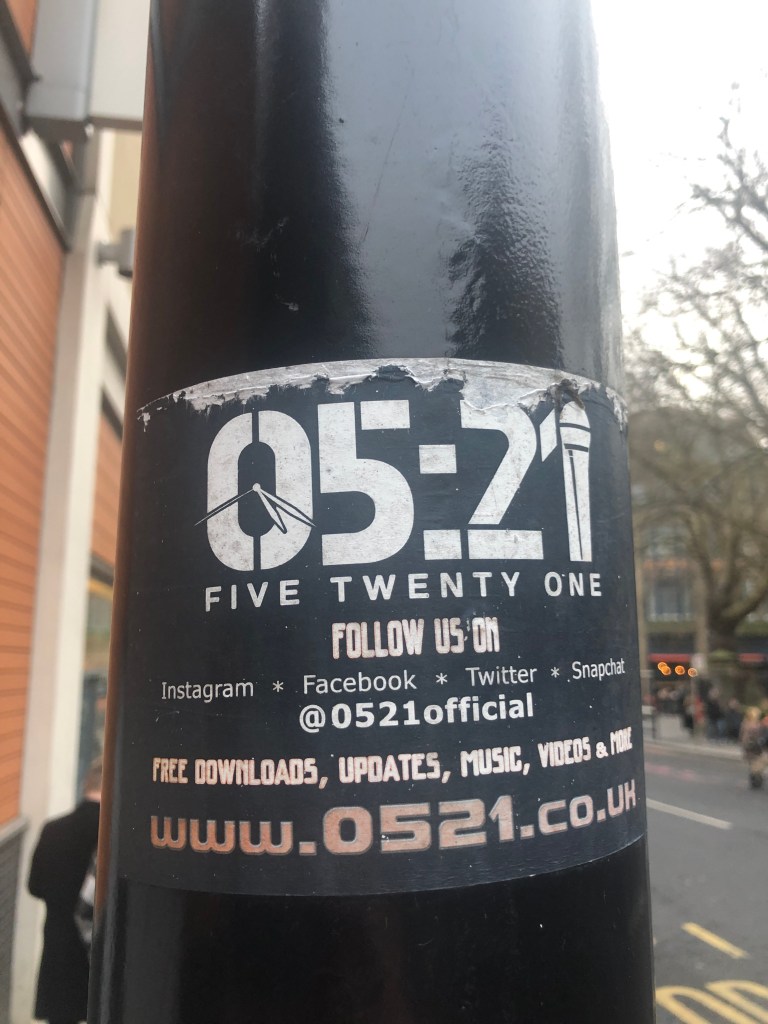 05:21
FIVE TWENTY ONE
FOLLOW US ON
Instagram * Facebook * Twitter * Snapchat
@0521official
FREE DOWNLOADS, UPDATES, MUSIC, VIDEOS & MORE
www.0521.co.uk